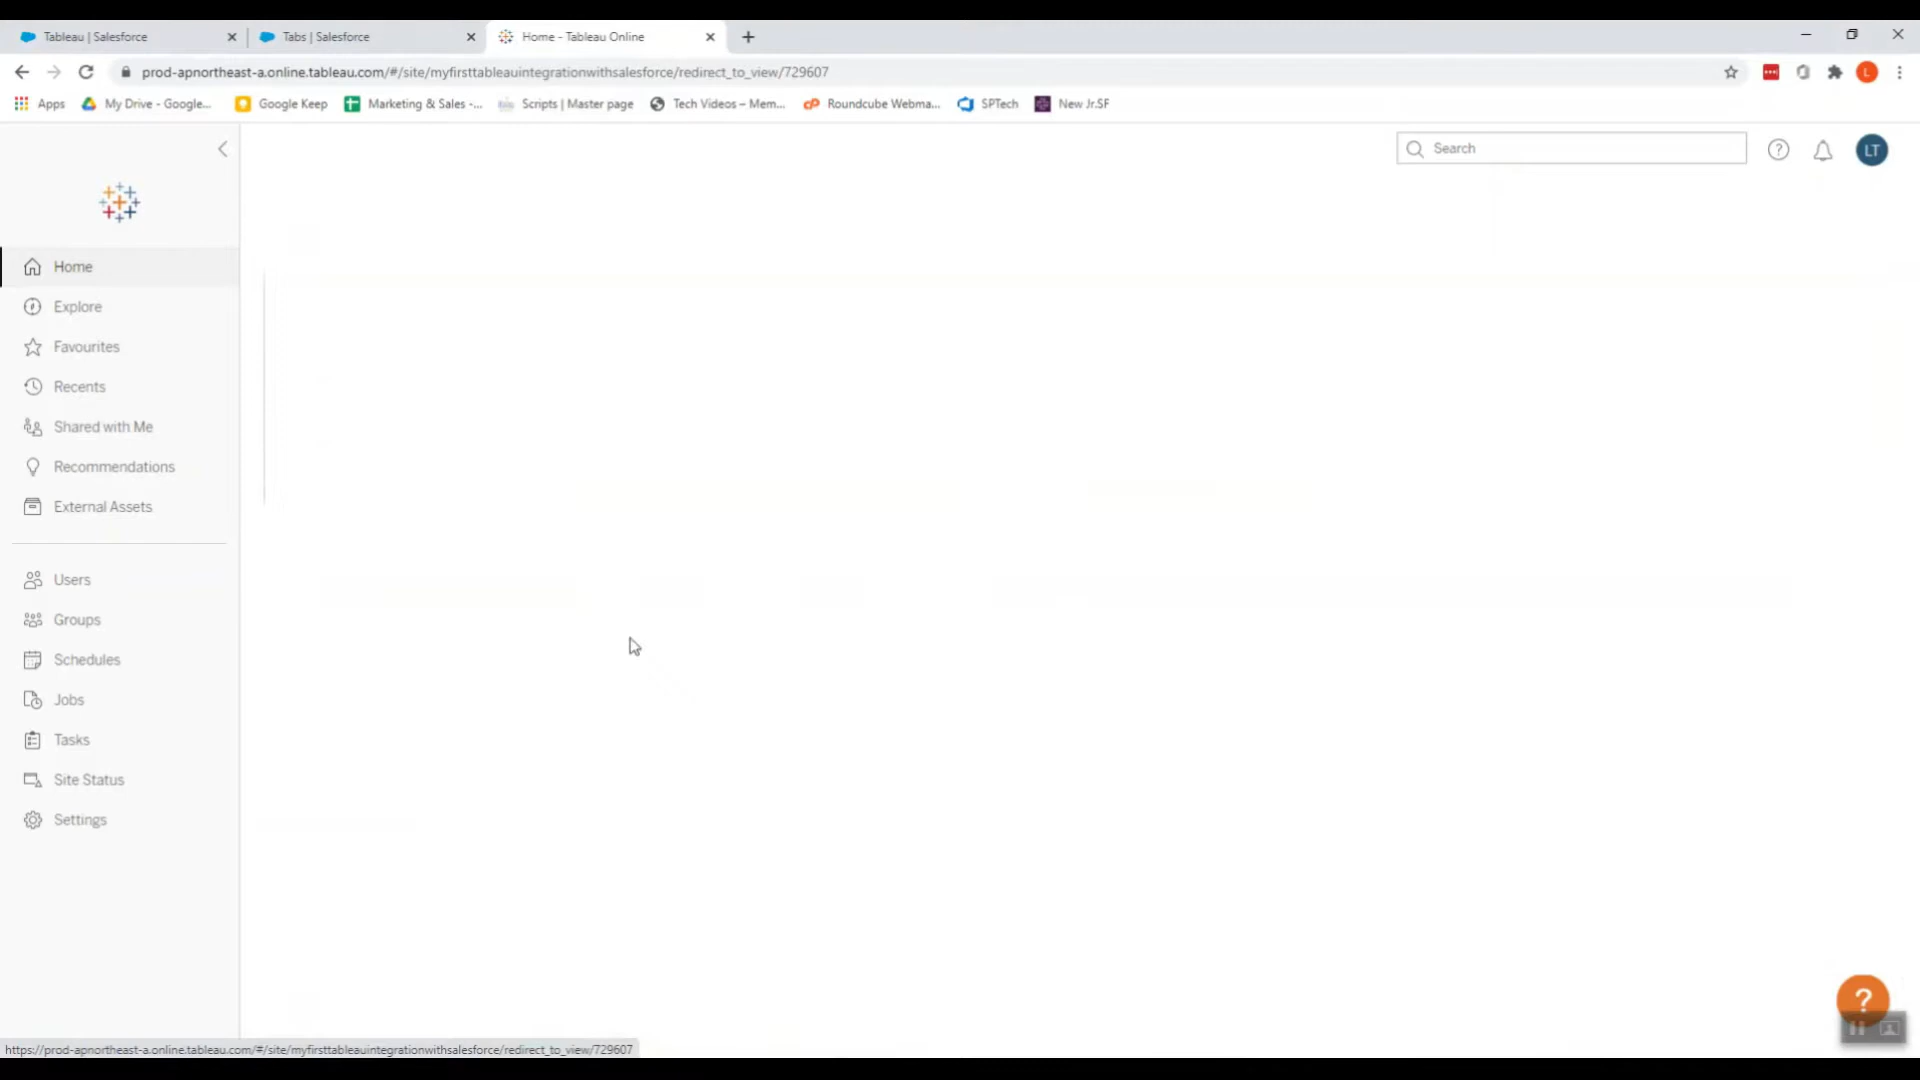 Tableau | Salesforce
Tabs | Salesforce
Home - Tableau Online
prod-apnortheast-a.online.tableau.com/#/site/myfirsttableauintegrationwithsalesforce/redirect_to_view/729607
L
Apps
My Drive - Google...
Google Keep
Marketing & Sales -...
Scripts | Master page
Tech Videos – Mem...
cP Roundcube Webma...
SPTech
New Jr.SF
Search
?
LT
Home
Explore
Favourites
Recents
Shared with Me
Recommendations
External Assets
Users
Groups
Schedules
Jobs
Tasks
Site Status
Settings
?
https://prod-apnortheast-a.online.tableau.com/#/site/myfirsttableauintegrationwithsalesforce/redirect_to_view/729607